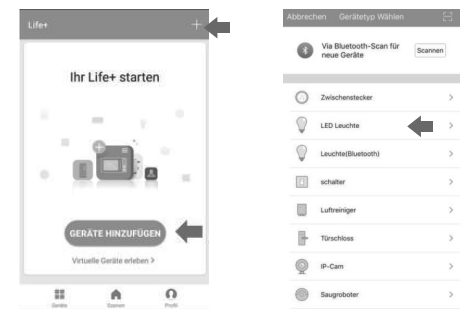 Life+
Ihr Life+ starten
GERÄTE HINZUFÜGEN
Virtuelle Geräte erleben >
Geräte Szenen Profil
Abbrechen Gerätetyp Wählen
Via Bluetooth-Scan für
neue Geräte
Scannen
Zwischenstecker
LED Leuchte
Leuchte(Bluetooth)
schalter
Luftreiniger
Türschloss
IP-Cam
Saugroboter